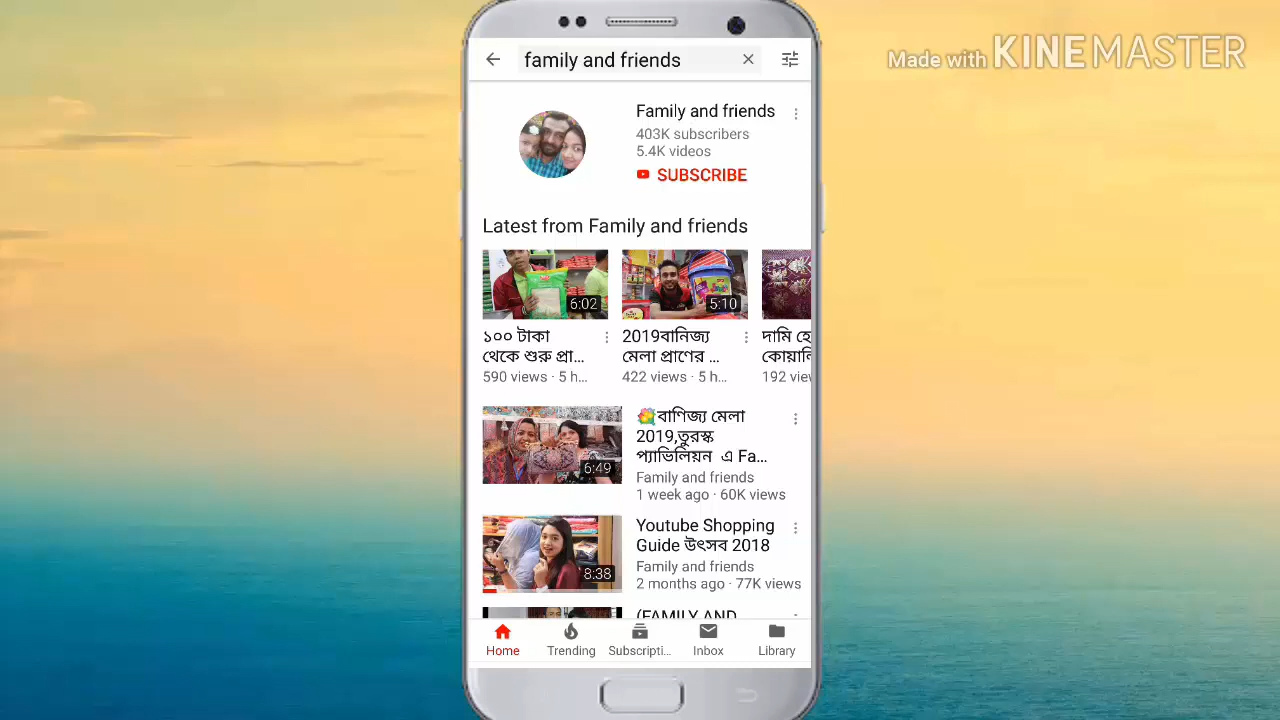 Made with KINEMASTER
family and friends
Family and friends
403K subscribers
5.4K videos
SUBSCRIBE
Latest from Family and friends
6:02
5:10
১০০ টাকা
থেকে শুরু প্রা...
590 views · 5 h...
2019বানিজ্য
মেলা প্রাণের ...
422 views · 5 h...
দামি হে
কোয়ালি
192 vie
6:49
বাণিজ্য মেলা
2019,তুরস্ক
প্যাভিলিয়ন এ Fa...
Family and friends
1 week ago · 60K views
8:38
Youtube Shopping
Guide উৎসব 2018
Family and friends
2 months ago · 77K views
(FAMILY AND
Home
Trending
Subscripti...
Inbox
Library